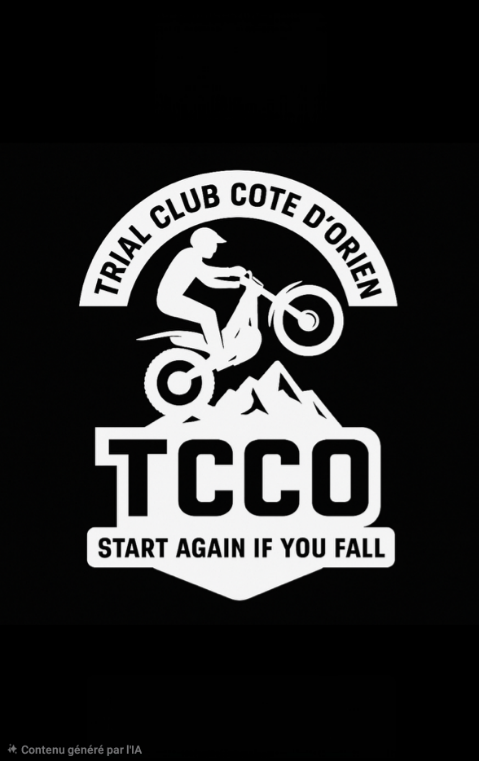 TRIAL CLUB COTE D'ORIEN
TCCO
START AGAIN IF YOU FALL
Contenu généré par l'IA